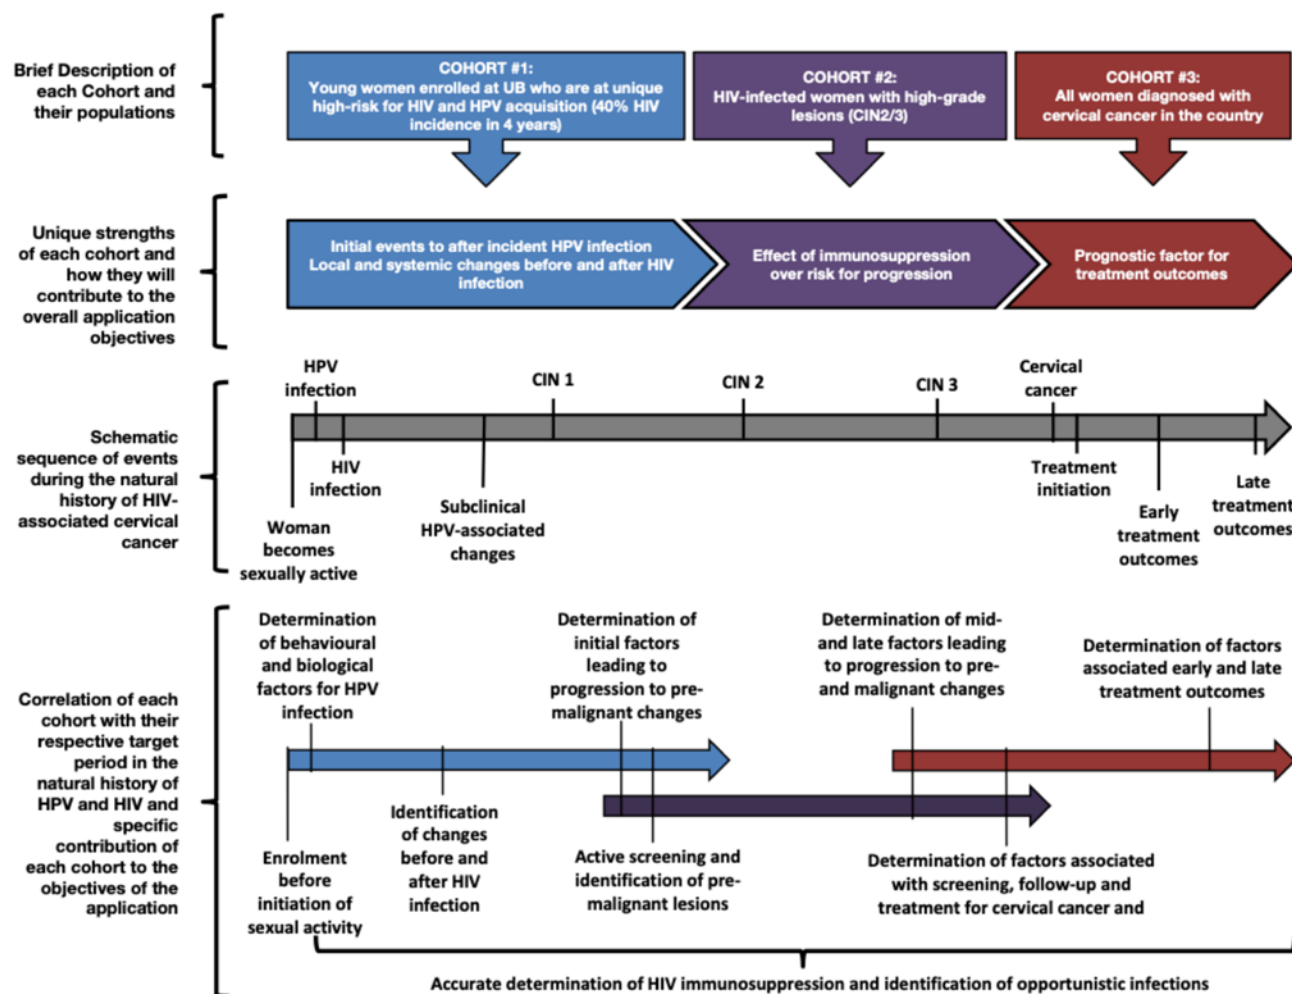 Brief Description of
each Cohort and
their populations
COHORT #1:
Young women enrolled at UB who are at unique
high-risk for HIV and HPV acquisition (40% HIV
incidence in 4 years)
COHORT #2:
HIV-infected women with high-grade
lesions (CIN2/3)
COHORT #3:
All women diagnosed with
cervical cancer in the country
Unique strengths
of each cohort and
how they will
contribute to the
overall application
objectives
Initial events to after incident HPV infection
Local and systemic changes before and after HIV
infection
Effect of immunosuppression
over risk for progression
Prognostic factor for
treatment outcomes
Schematic
sequence of events
during the natural
history of HIV-
associated cervical
cancer
HPV
infection
CIN 1
CIN 2
CIN 3
Cervical
cancer
Woman
becomes
sexually active
HIV
infection
Subclinical
HPV-associated
changes
Treatment
initiation
Early
treatment
outcomes
Late
treatment
outcomes
Correlation of each
cohort with their
respective target
period in the
natural history of
HPV and HIV and
specific
contribution of
each cohort to the
objectives of the
application
Determination
of behavioural
and biological
factors for HPV
infection
Determination of
initial factors
leading to
progression to pre-
malignant changes
Determination of mid-
and late factors leading
to progression to pre-
and malignant changes
Determination of factors
associated early and late
treatment outcomes
Enrolment
before
initiation of
sexual activity
Identification
of changes
before and
after HIV
infection
Active screening and
identification of pre-
malignant lesions
Determination of factors associated
with screening, follow-up and
treatment for cervical cancer and
Accurate determination of HIV immunosuppression and identification of opportunistic infections